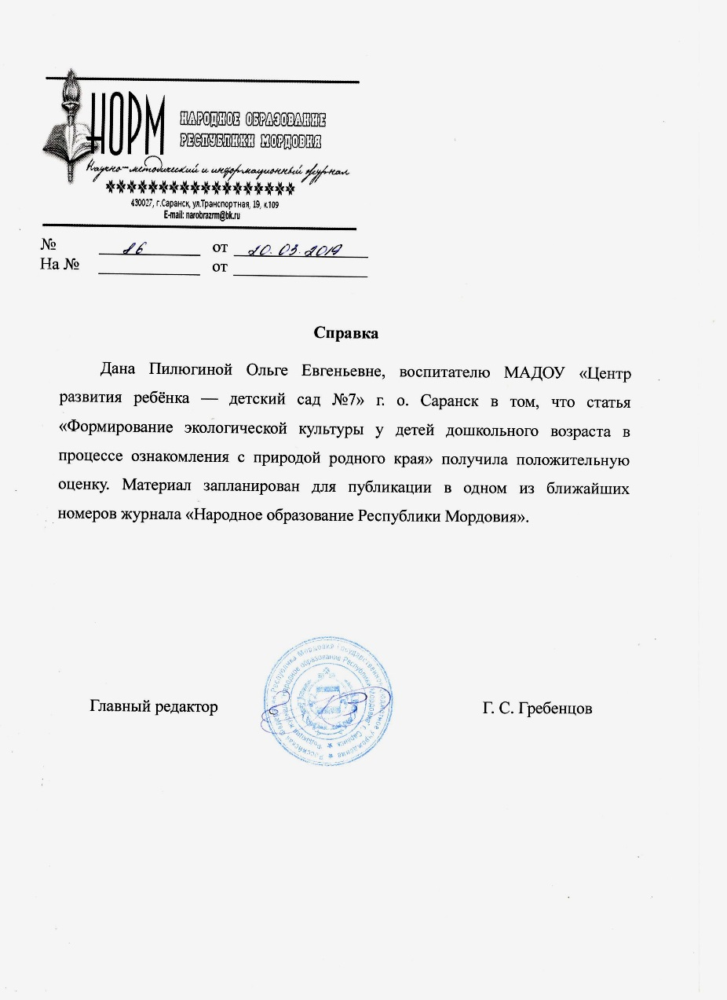 НОРМ
НАРОДНОЕ ОБРАЗОВАНИЕ
РЕСПУБЛИКИ МОРДОВИЯ
Научно-методический и информационный журнал
430027, г.Саранск, ул.Транспортная, 19, к.109
E-mail: narobrazrm@bk.ru
№ 26 от 20.03.2019
На № от
Справка
Дана Пилюгиной Ольге Евгеньевне, воспитателю МАДОУ «Центр
развития ребёнка — детский сад №7» г. о. Саранск в том, что статья
«Формирование экологической культуры у детей дошкольного возраста в
процессе ознакомления с природой родного края» получила положительную
оценку. Материал запланирован для публикации в одном из ближайших
номеров журнала «Народное образование Республики Мордовия».
Главный редактор Г. С. Гребенцов